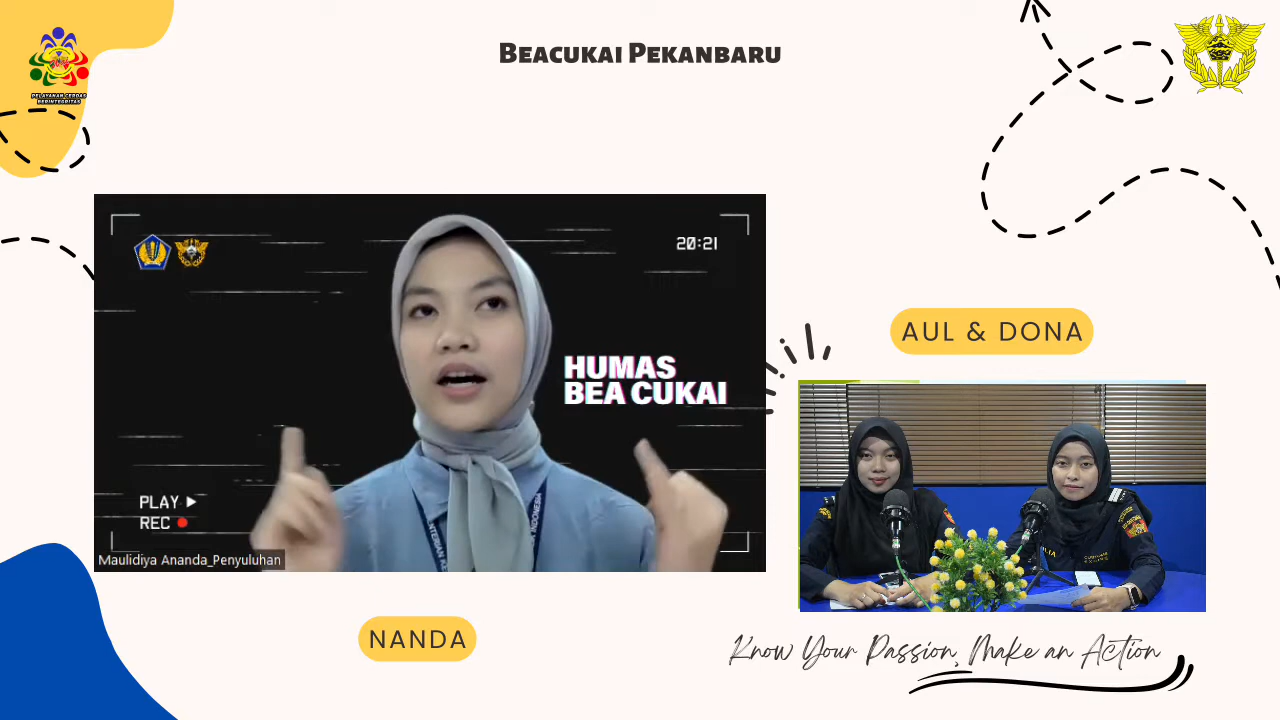 BEACUKAI PEKANBARU
PELAYANAN CERDAS
BERINTEGRITAS
20:21
HUMAS
BEA CUKAI
PLAY
REC
Maulidiya Ananda_Penyuluhan
NANDA
AUL & DONA
Know Your Passion, Make an Action